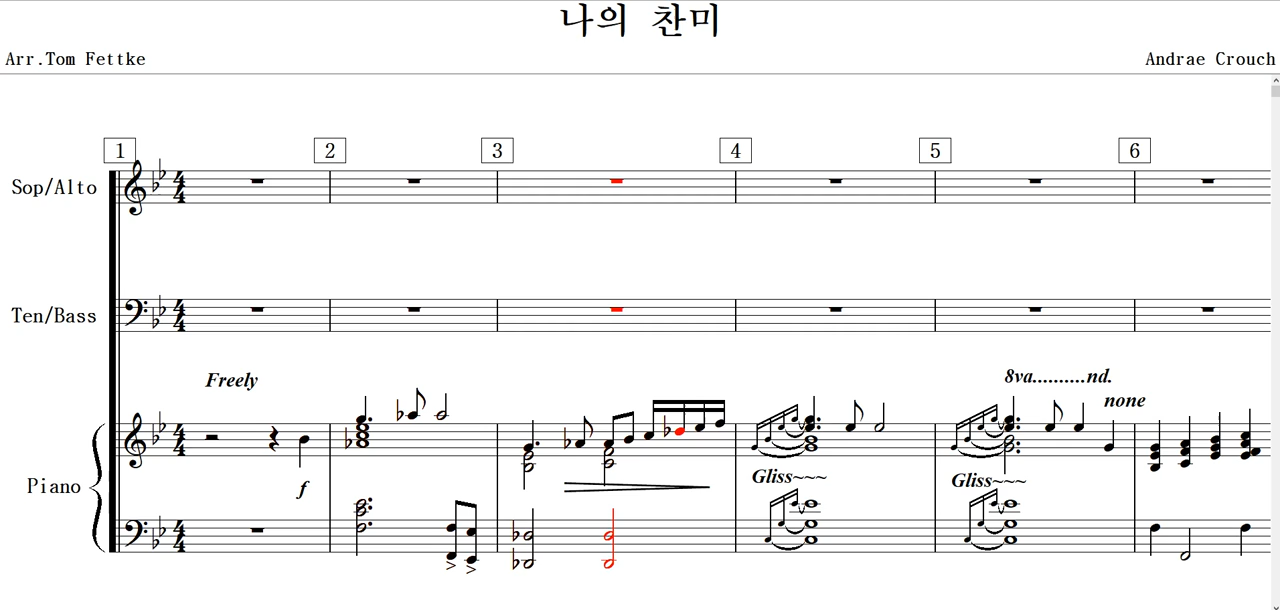 나의 찬미
Arr.Tom Fettke
Andrae Crouch
1 2 3 4 5 6
Sop/Alto
Ten/Bass
Freely
8va..........nd.
none
Piano
f
Gliss~~~
Gliss~~~